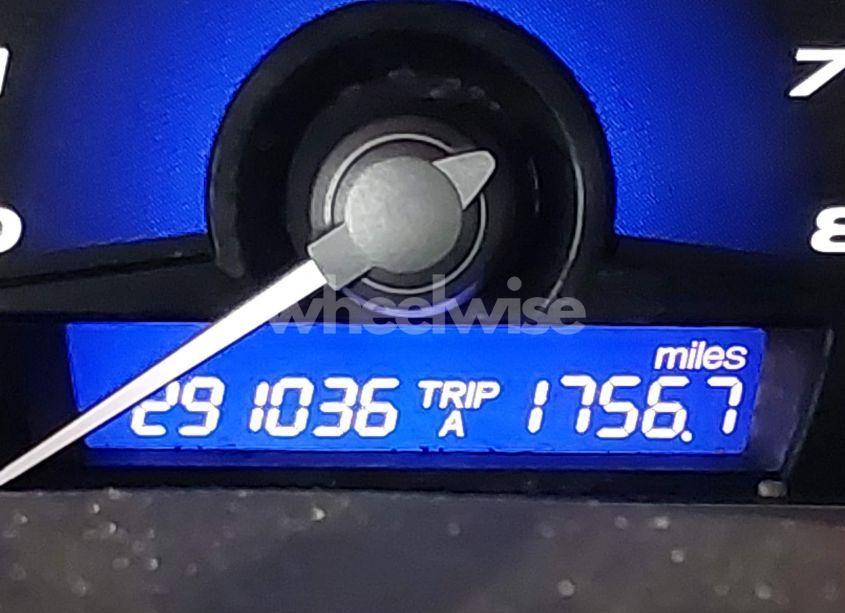 7
8
wheelwise
miles
291036 TRIP A 1756.7